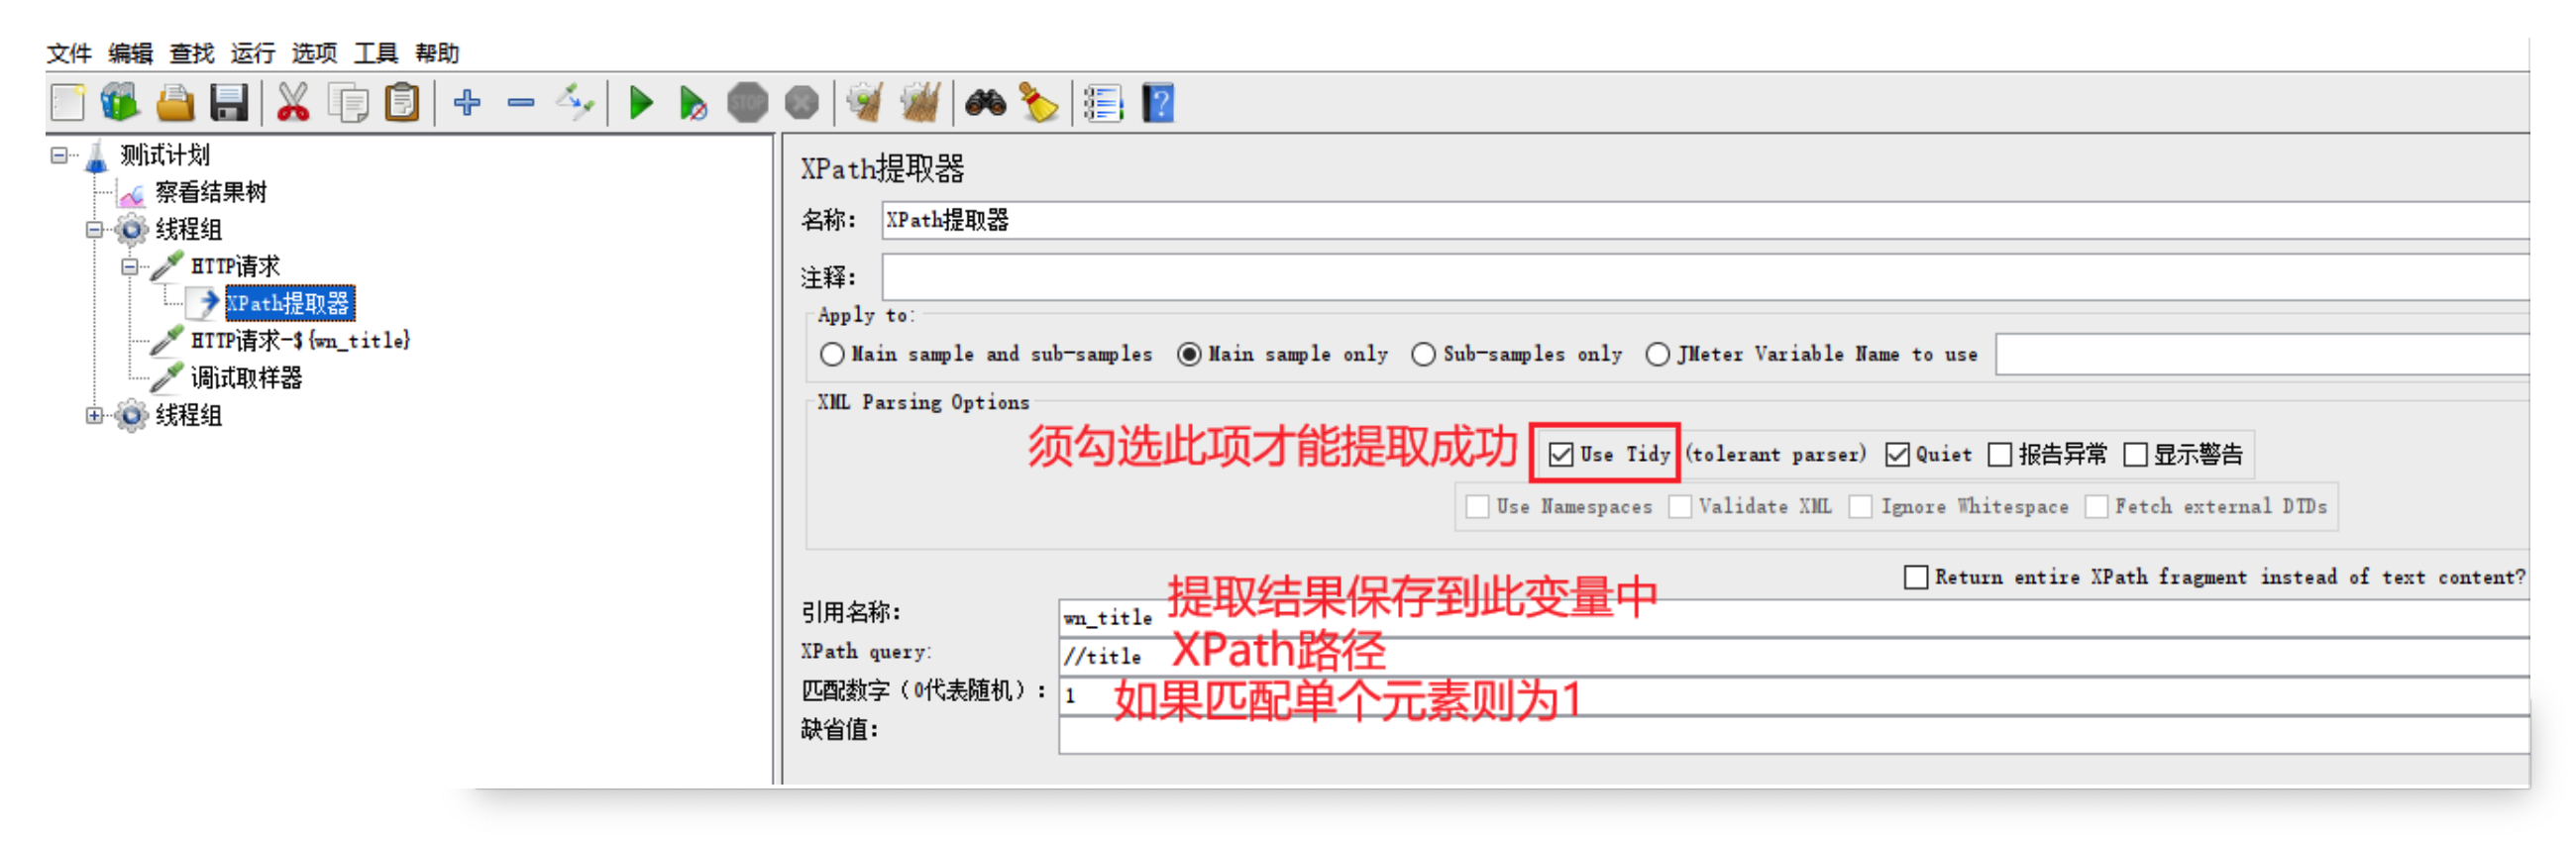 文件 编辑 查找 运行 选项 工具 帮助
STOP
?
测试计划
察看结果树
线程组
HTTP请求
XPath提取器
HTTP请求-${wn_title}
调试取样器
线程组
XPath提取器
名称： XPath提取器
注释：
Apply to:
Main sample and sub-samples Main sample only Sub-samples only JMeter Variable Name to use
XML Parsing Options
须勾选此项才能提取成功 Use Tidy (tolerant parser) Quiet 报告异常 显示警告
Use Namespaces Validate XML Ignore Whitespace Fetch external DTDs
Return entire XPath fragment instead of text content?
引用名称： wn_title 提取结果保存到此变量中
XPath query: //title XPath路径
匹配数字（0代表随机）： 1 如果匹配单个元素则为1
缺省值：